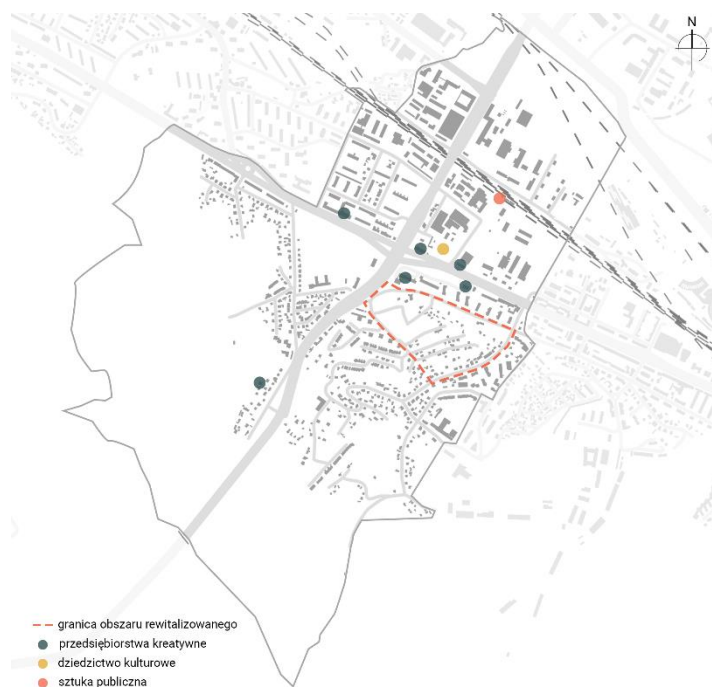 N
granica obszaru rewitalizowanego
przedsiębiorstwa kreatywne
dziedzictwo kulturowe
sztuka publiczna